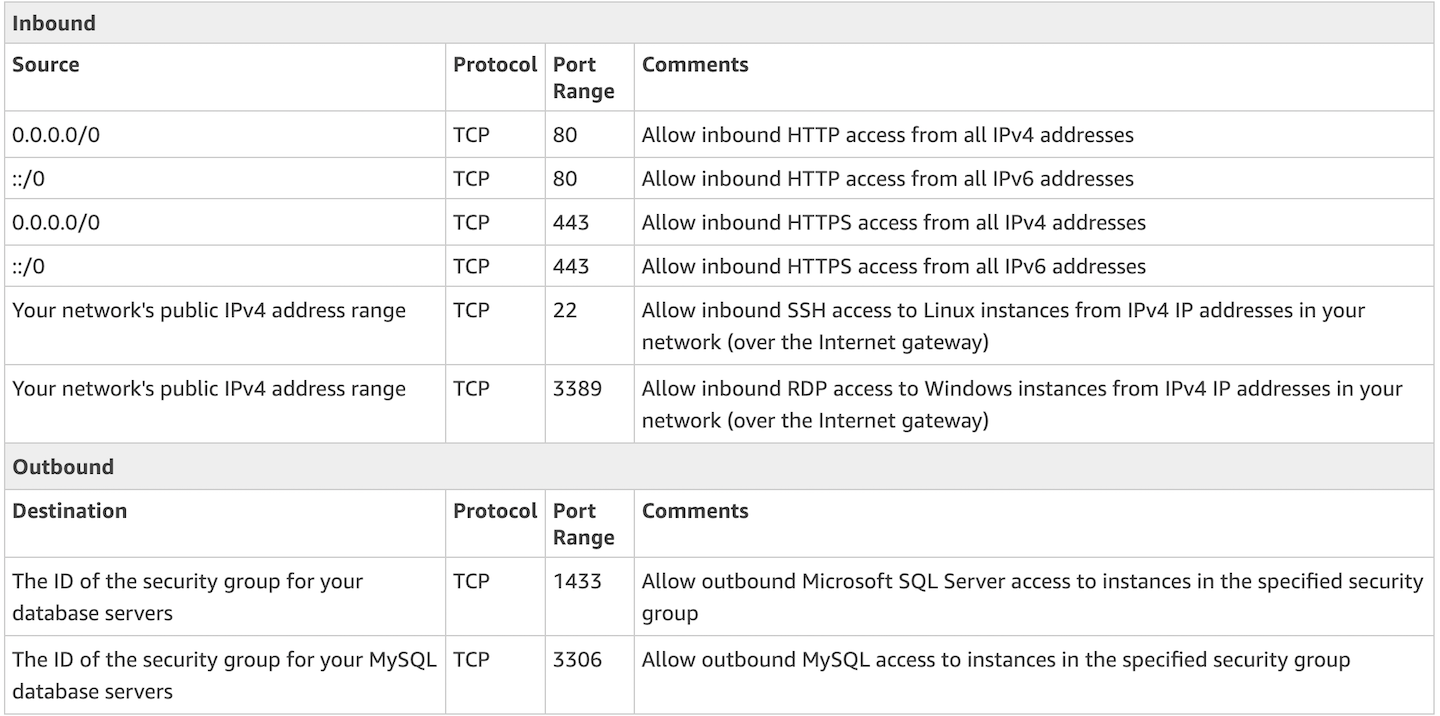 Inbound
Source Protocol Port Range Comments
0.0.0.0/0 TCP 80 Allow inbound HTTP access from all IPv4 addresses
::/0 TCP 80 Allow inbound HTTP access from all IPv6 addresses
0.0.0.0/0 TCP 443 Allow inbound HTTPS access from all IPv4 addresses
::/0 TCP 443 Allow inbound HTTPS access from all IPv6 addresses
Your network's public IPv4 address range TCP 22 Allow inbound SSH access to Linux instances from IPv4 IP addresses in your
network (over the Internet gateway)
Your network's public IPv4 address range TCP 3389 Allow inbound RDP access to Windows instances from IPv4 IP addresses in your
network (over the Internet gateway)
Outbound
Destination Protocol Port Range Comments
The ID of the security group for your
database servers TCP 1433 Allow outbound Microsoft SQL Server access to instances in the specified security
group
The ID of the security group for your MySQL
database servers TCP 3306 Allow outbound MySQL access to instances in the specified security group